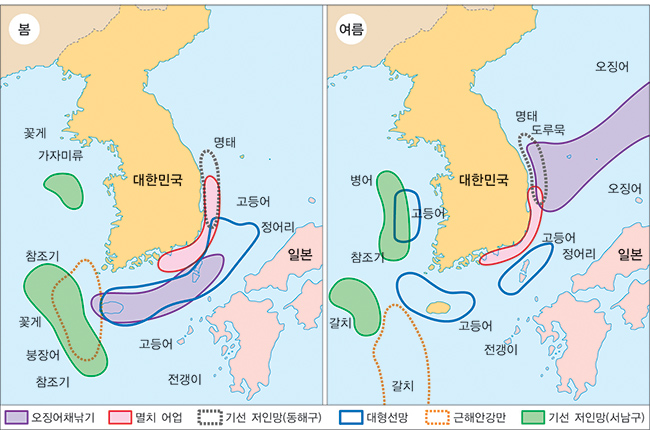 봄
꽃게
가자미류
명태
대한민국
고등어
정어리
일본
참조기
꽃게
붕장어
참조기
고등어
전갱이
여름
오징어
명태
도루묵
대한민국
병어
고등어
오징어
고등어
정어리
참조기
일본
갈치
고등어
전갱이
갈치
오징어채낚기
멸치 어업
기선 저인망(동해구)
대형선망
근해안강망
기선 저인망(서남구)